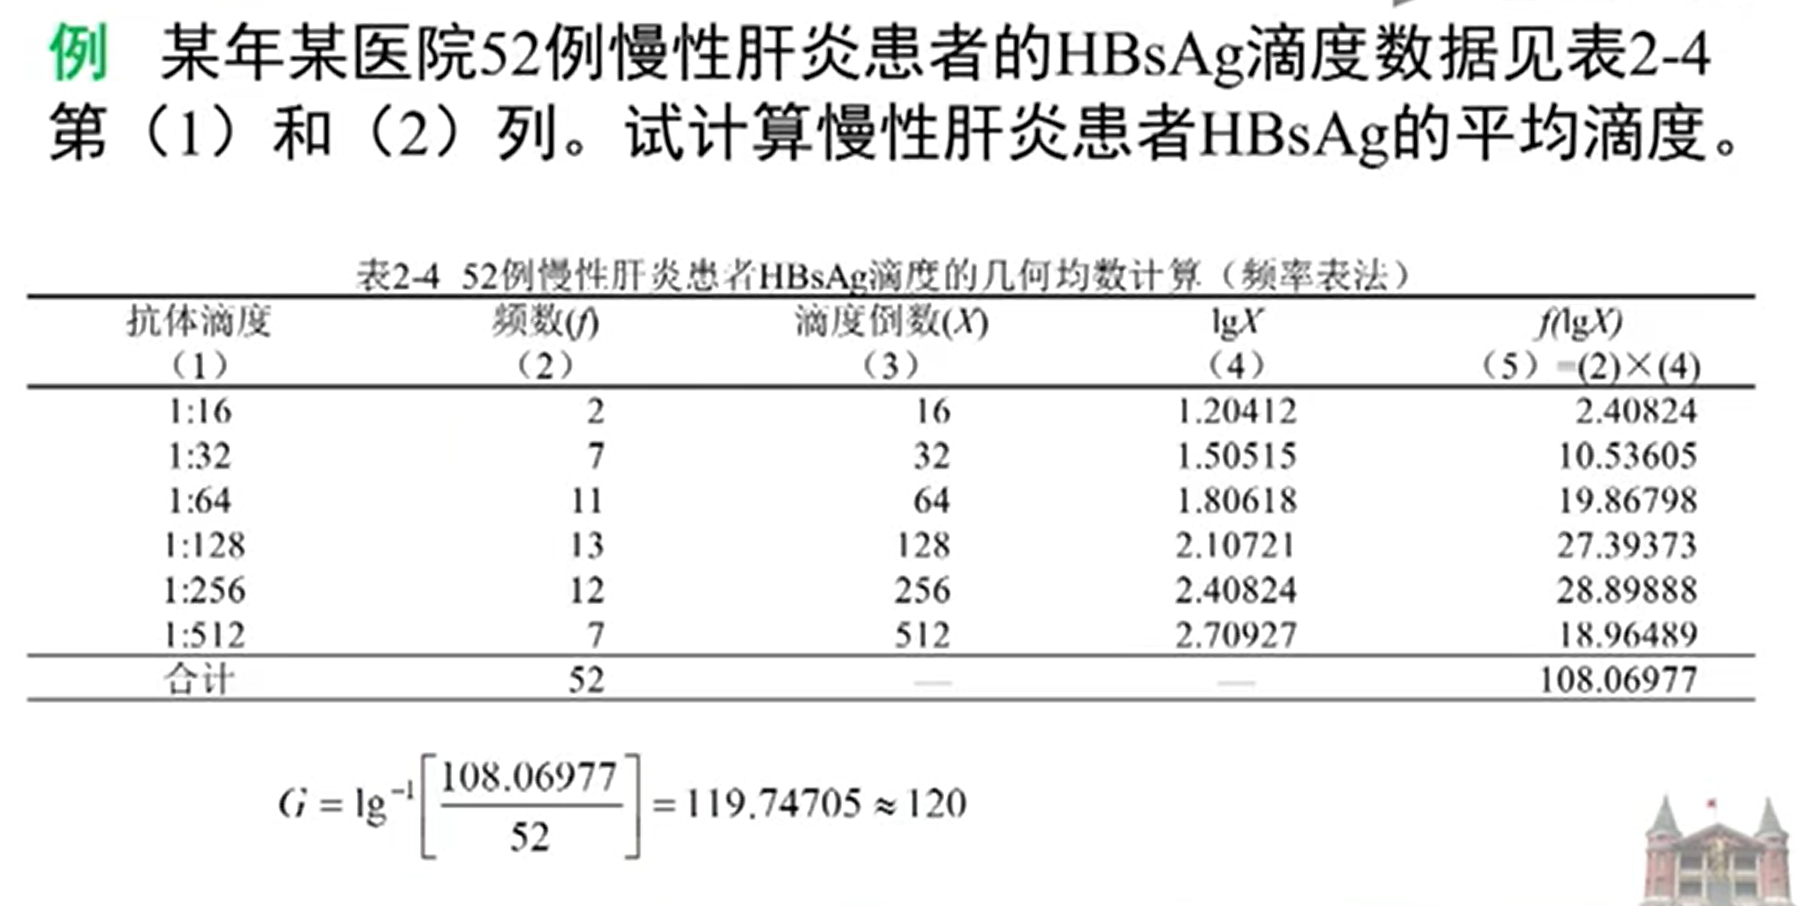 例 某年某医院52例慢性肝炎患者的HBsAg滴度数据见表2-4
第（1）和（2）列。试计算慢性肝炎患者HBsAg的平均滴度。
表2-4 52例慢性肝炎患者HBsAg滴度的几何均数计算（频率表法）
抗体滴度 频数(f) 滴度倒数(X) lgX f(lgX)
（1） （2） （3） （4） （5）=(2)×(4)
1:16 2 16 1.20412 2.40824
1:32 7 32 1.50515 10.53605
1:64 11 64 1.80618 19.86798
1:128 13 128 2.10721 27.39373
1:256 12 256 2.40824 28.89888
1:512 7 512 2.70927 18.96489
合计 52 — — 108.06977
G = lg⁻¹[108.06977/52] = 119.74705 ≈ 120